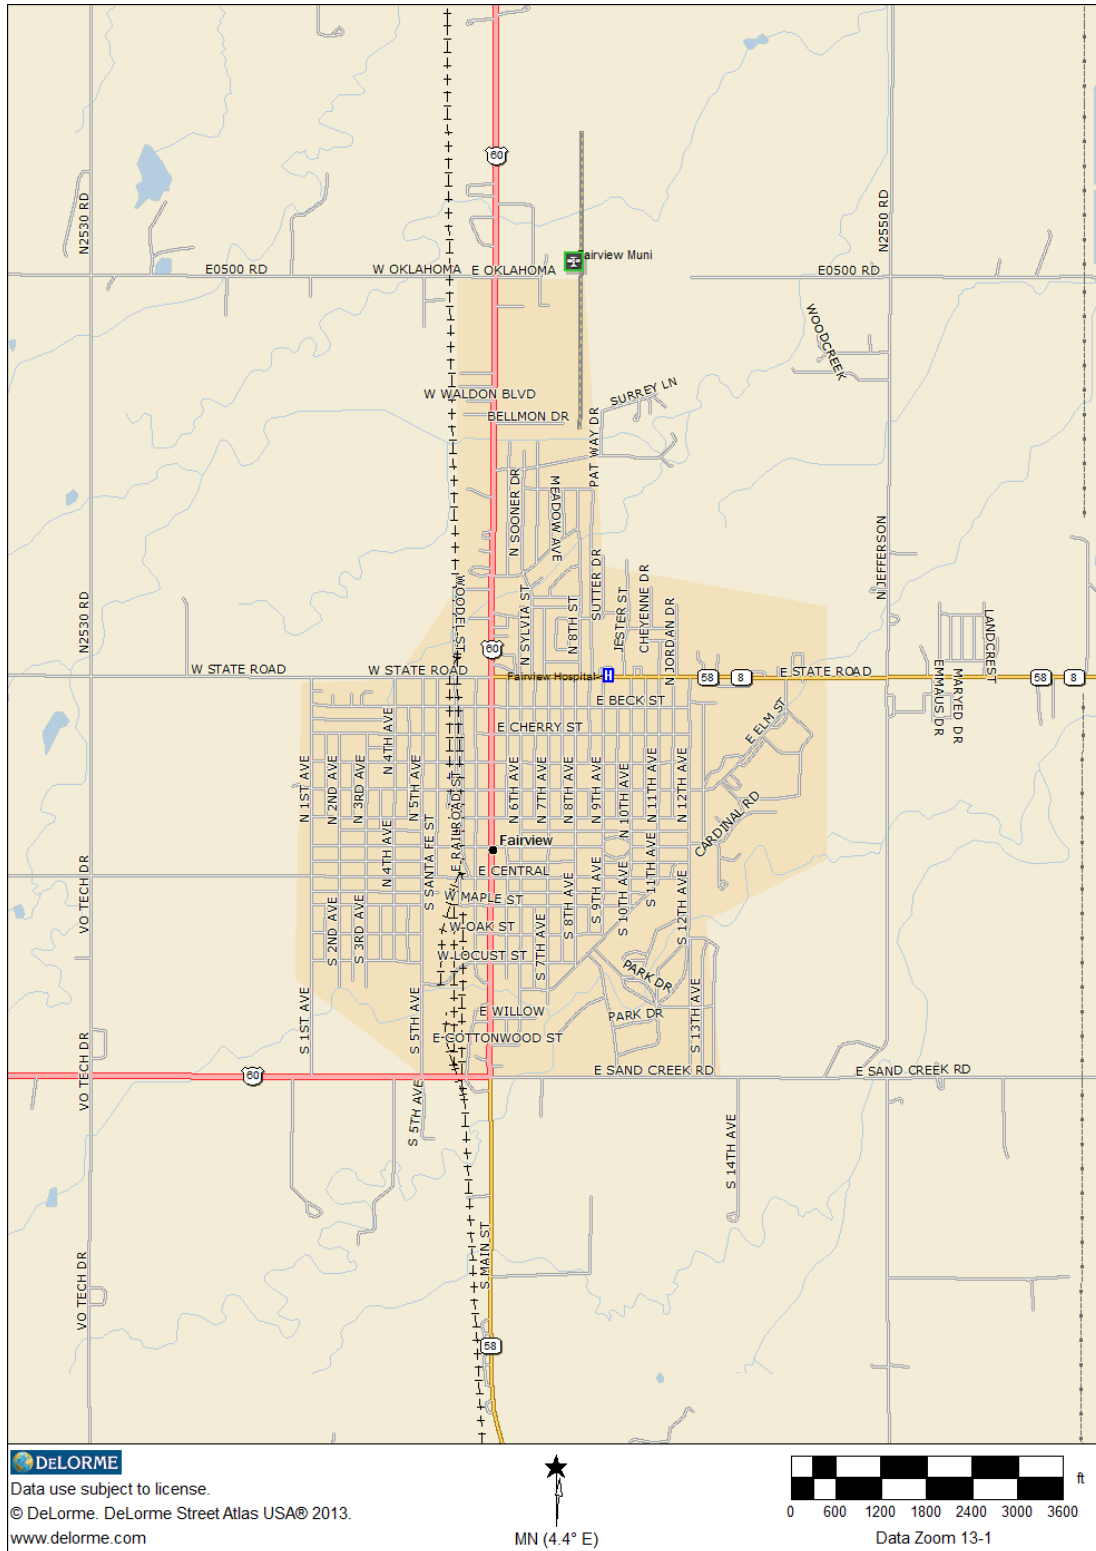 60
N2530 RD
N2550 RD
Fairview Muni
E0500 RD
W OKLAHOMA
E OKLAHOMA
E0500 RD
WOODCREEK
W WALDON BLVD
SURREY LN
BELLMON DR
PAT WAY DR
N SOONER DR
MEADOW AVE
N JEFFERSON
N2530 RD
WOODEL ST
N SYLVIA ST
N 8TH ST
SUTTER DR
JESTER ST
CHEYENNE DR
N JORDAN DR
60
LANDCREST
EMMAUS DR
MARYED DR
W STATE ROAD
W STATE ROAD
Fairview Hospital
H
58
8
E STATE ROAD
58
8
E BECK ST
E CHERRY ST
E ELM ST
N 4TH AVE
N 1ST AVE
N 2ND AVE
N 3RD AVE
N 5TH AVE
N 6TH AVE
N 7TH AVE
N 8TH AVE
N 9TH AVE
N 10TH AVE
N 11TH AVE
N 12TH AVE
CARDINAL RD
N 4TH AVE
S SANTA FE ST
E RAILROAD ST
Fairview
E CENTRAL
W MAPLE ST
W OAK ST
W LOCUST ST
VO TECH DR
S 2ND AVE
S 3RD AVE
S 7TH AVE
S 8TH AVE
S 9TH AVE
S 10TH AVE
S 11TH AVE
S 12TH AVE
PARK DR
PARK DR
S 1ST AVE
S 5TH AVE
S 13TH AVE
E WILLOW
E COTTONWOOD ST
VO TECH DR
60
E SAND CREEK RD
E SAND CREEK RD
S 5TH AVE
S 14TH AVE
VO TECH DR
S MAIN ST
58
DELORME
Data use subject to license.
© DeLorme. DeLorme Street Atlas USA® 2013.
www.delorme.com
MN (4.4° E)
ft
0 600 1200 1800 2400 3000 3600
Data Zoom 13-1